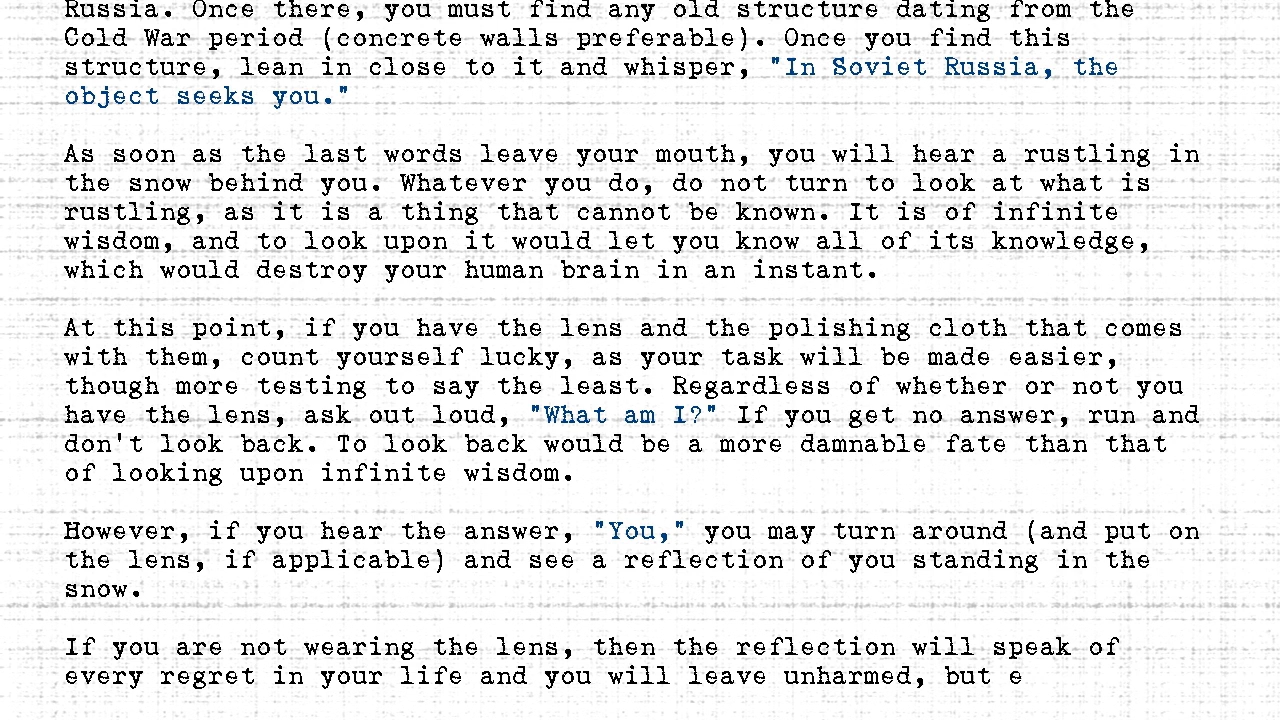 Russia. Once there, you must find any old structure dating from the
Cold War period (concrete walls preferable). Once you find this
structure, lean in close to it and whisper, "In Soviet Russia, the
object seeks you."
As soon as the last words leave your mouth, you will hear a rustling in
the snow behind you. Whatever you do, do not turn to look at what is
rustling, as it is a thing that cannot be known. It is of infinite
wisdom, and to look upon it would let you know all of its knowledge,
which would destroy your human brain in an instant.
At this point, if you have the lens and the polishing cloth that comes
with them, count yourself lucky, as your task will be made easier,
though more testing to say the least. Regardless of whether or not you
have the lens, ask out loud, "What am I?" If you get no answer, run and
don't look back. To look back would be a more damnable fate than that
of looking upon infinite wisdom.
However, if you hear the answer, "You," you may turn around (and put on
the lens, if applicable) and see a reflection of you standing in the
snow.
If you are not wearing the lens, then the reflection will speak of
every regret in your life and you will leave unharmed, but e